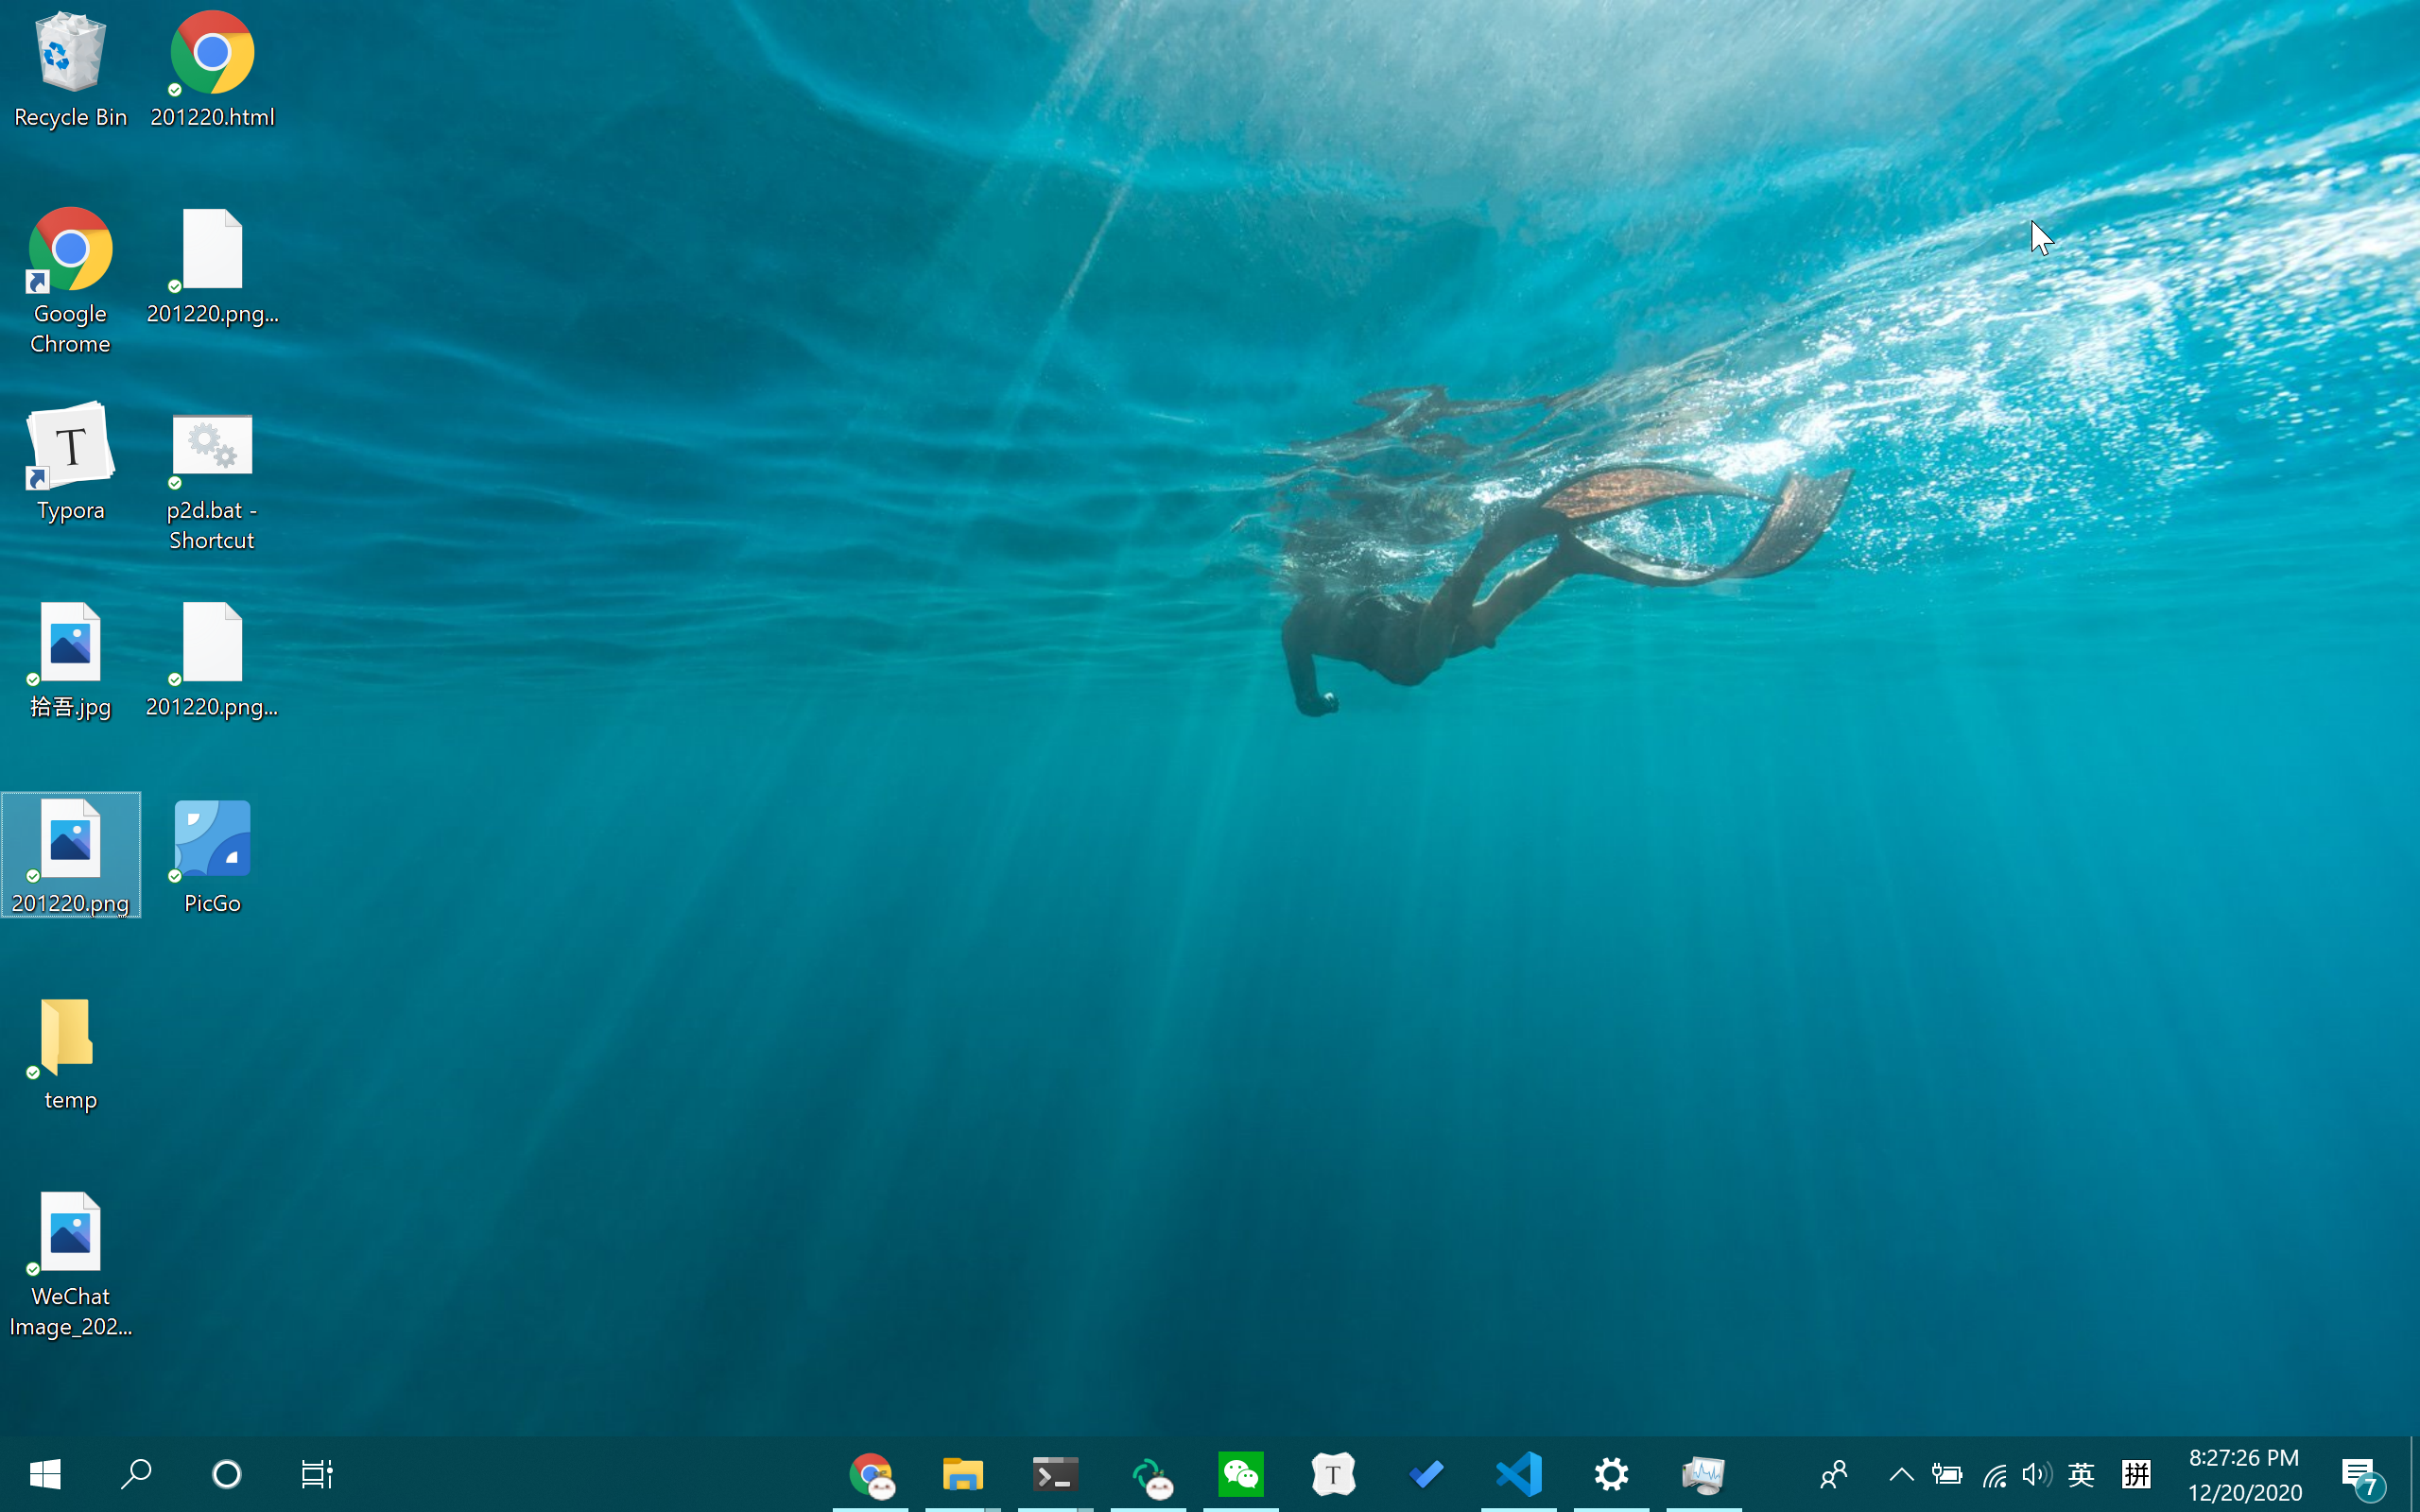 Recycle Bin
201220.html
Google
Chrome
201220.png...
T
Typora
p2d.bat -
Shortcut
拾吾.jpg
201220.png...
201220.png
PicGo
temp
WeChat
Image_202...
T
英
拼
8:27:26 PM
12/20/2020
7